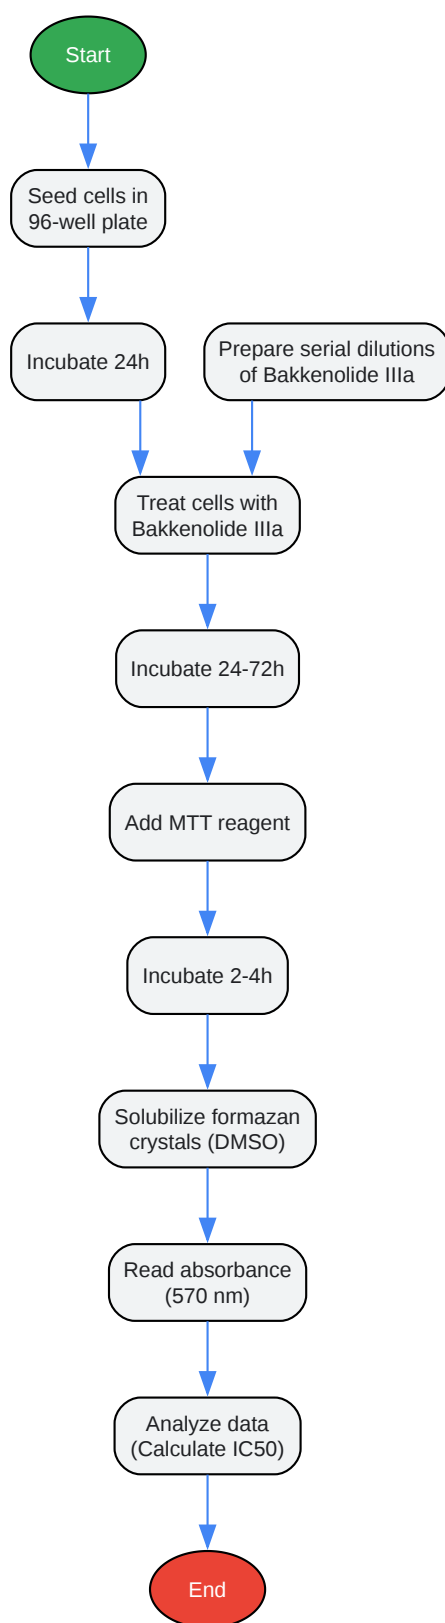 Start
Seed cells in
96-well plate
Incubate 24h
Prepare serial dilutions
of Bakkenolide IIIa
Treat cells with
Bakkenolide IIIa
Incubate 24-72h
Add MTT reagent
Incubate 2-4h
Solubilize formazan
crystals (DMSO)
Read absorbance
(570 nm)
Analyze data
(Calculate IC50)
End